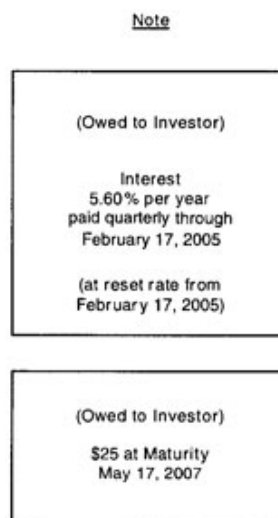 Note
(Owed to Investor)
Interest
5.60% per year
paid quarterly through
February 17, 2005
(at reset rate from
February 17, 2005)
(Owed to Investor)
$25 at Maturity
May 17, 2007